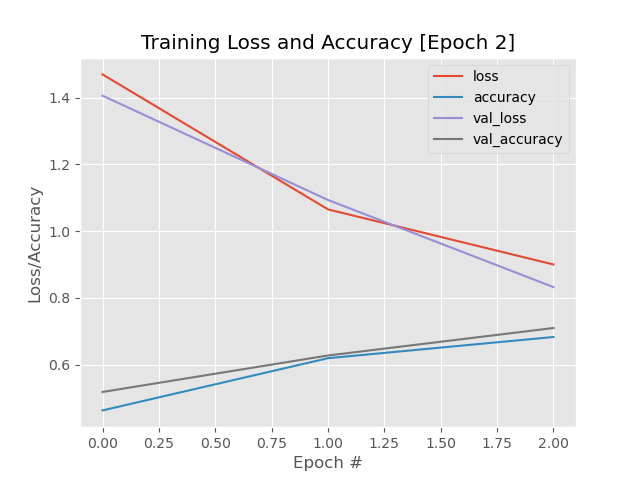 Training Loss and Accuracy [Epoch 2]
loss
accuracy
val_loss
val_accuracy
Loss/Accuracy
1.4
1.2
1.0
0.8
0.6
0.00 0.25 0.50 0.75 1.00 1.25 1.50 1.75 2.00
Epoch #